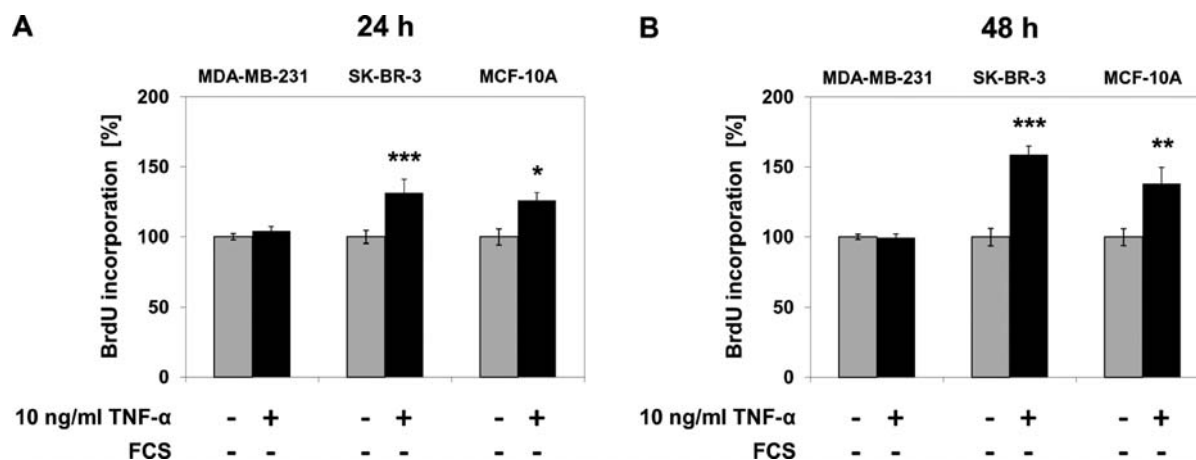 A 24 h
MDA-MB-231 SK-BR-3 MCF-10A
BrdU incorporation [%]
200
150
100
50
0
*** *
10 ng/ml TNF-α - + - + - +
FCS - - - - - -
B 48 h
MDA-MB-231 SK-BR-3 MCF-10A
BrdU incorporation [%]
200
150
100
50
0
*** **
10 ng/ml TNF-α - + - + - +
FCS - - - - - -